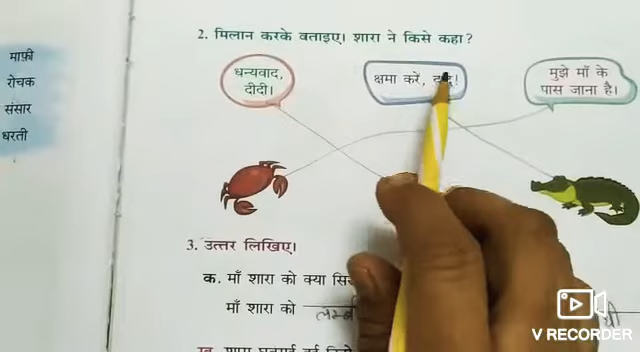 माफ़ी
रोचक
संसार
धरती
2. मिलान करके बताइए। शारा ने किसे कहा?
धन्यवाद,
दीदी।
क्षमा करें,
मुझे माँ के
पास जाना है।
3. उत्तर लिखिए।
क. माँ शारा को क्या
माँ शारा को
V RECORDER